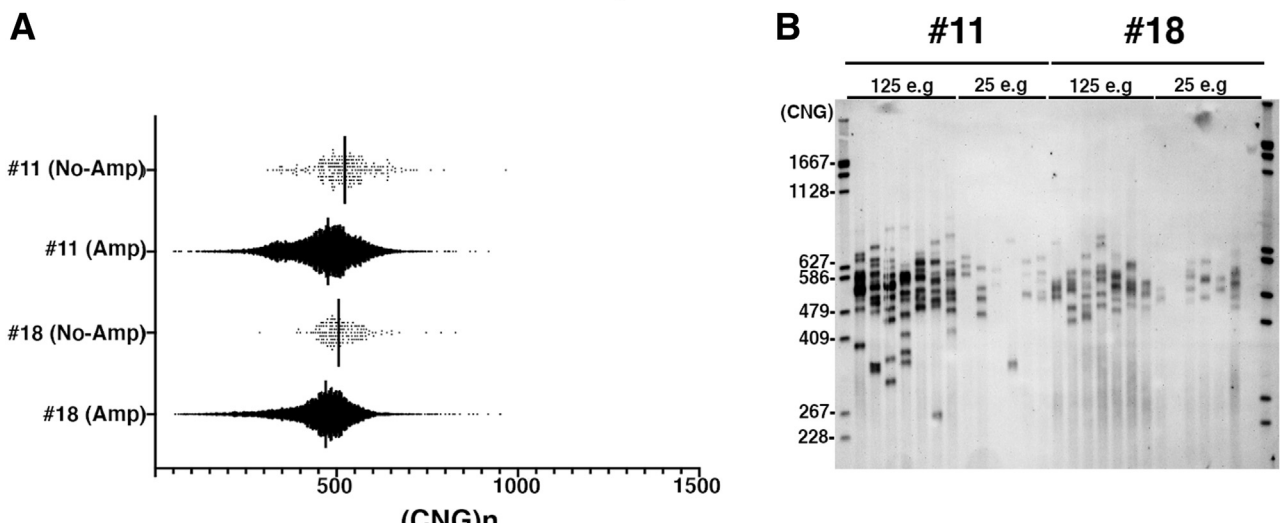 A
#11 (No-Amp)
#11 (Amp)
#18 (No-Amp)
#18 (Amp)
500
1000
1500
(CNG)n
B
#11
#18
125 e.g
25 e.g
125 e.g
25 e.g
(CNG)
1667-
1128-
627-
586-
479-
409-
267-
228-